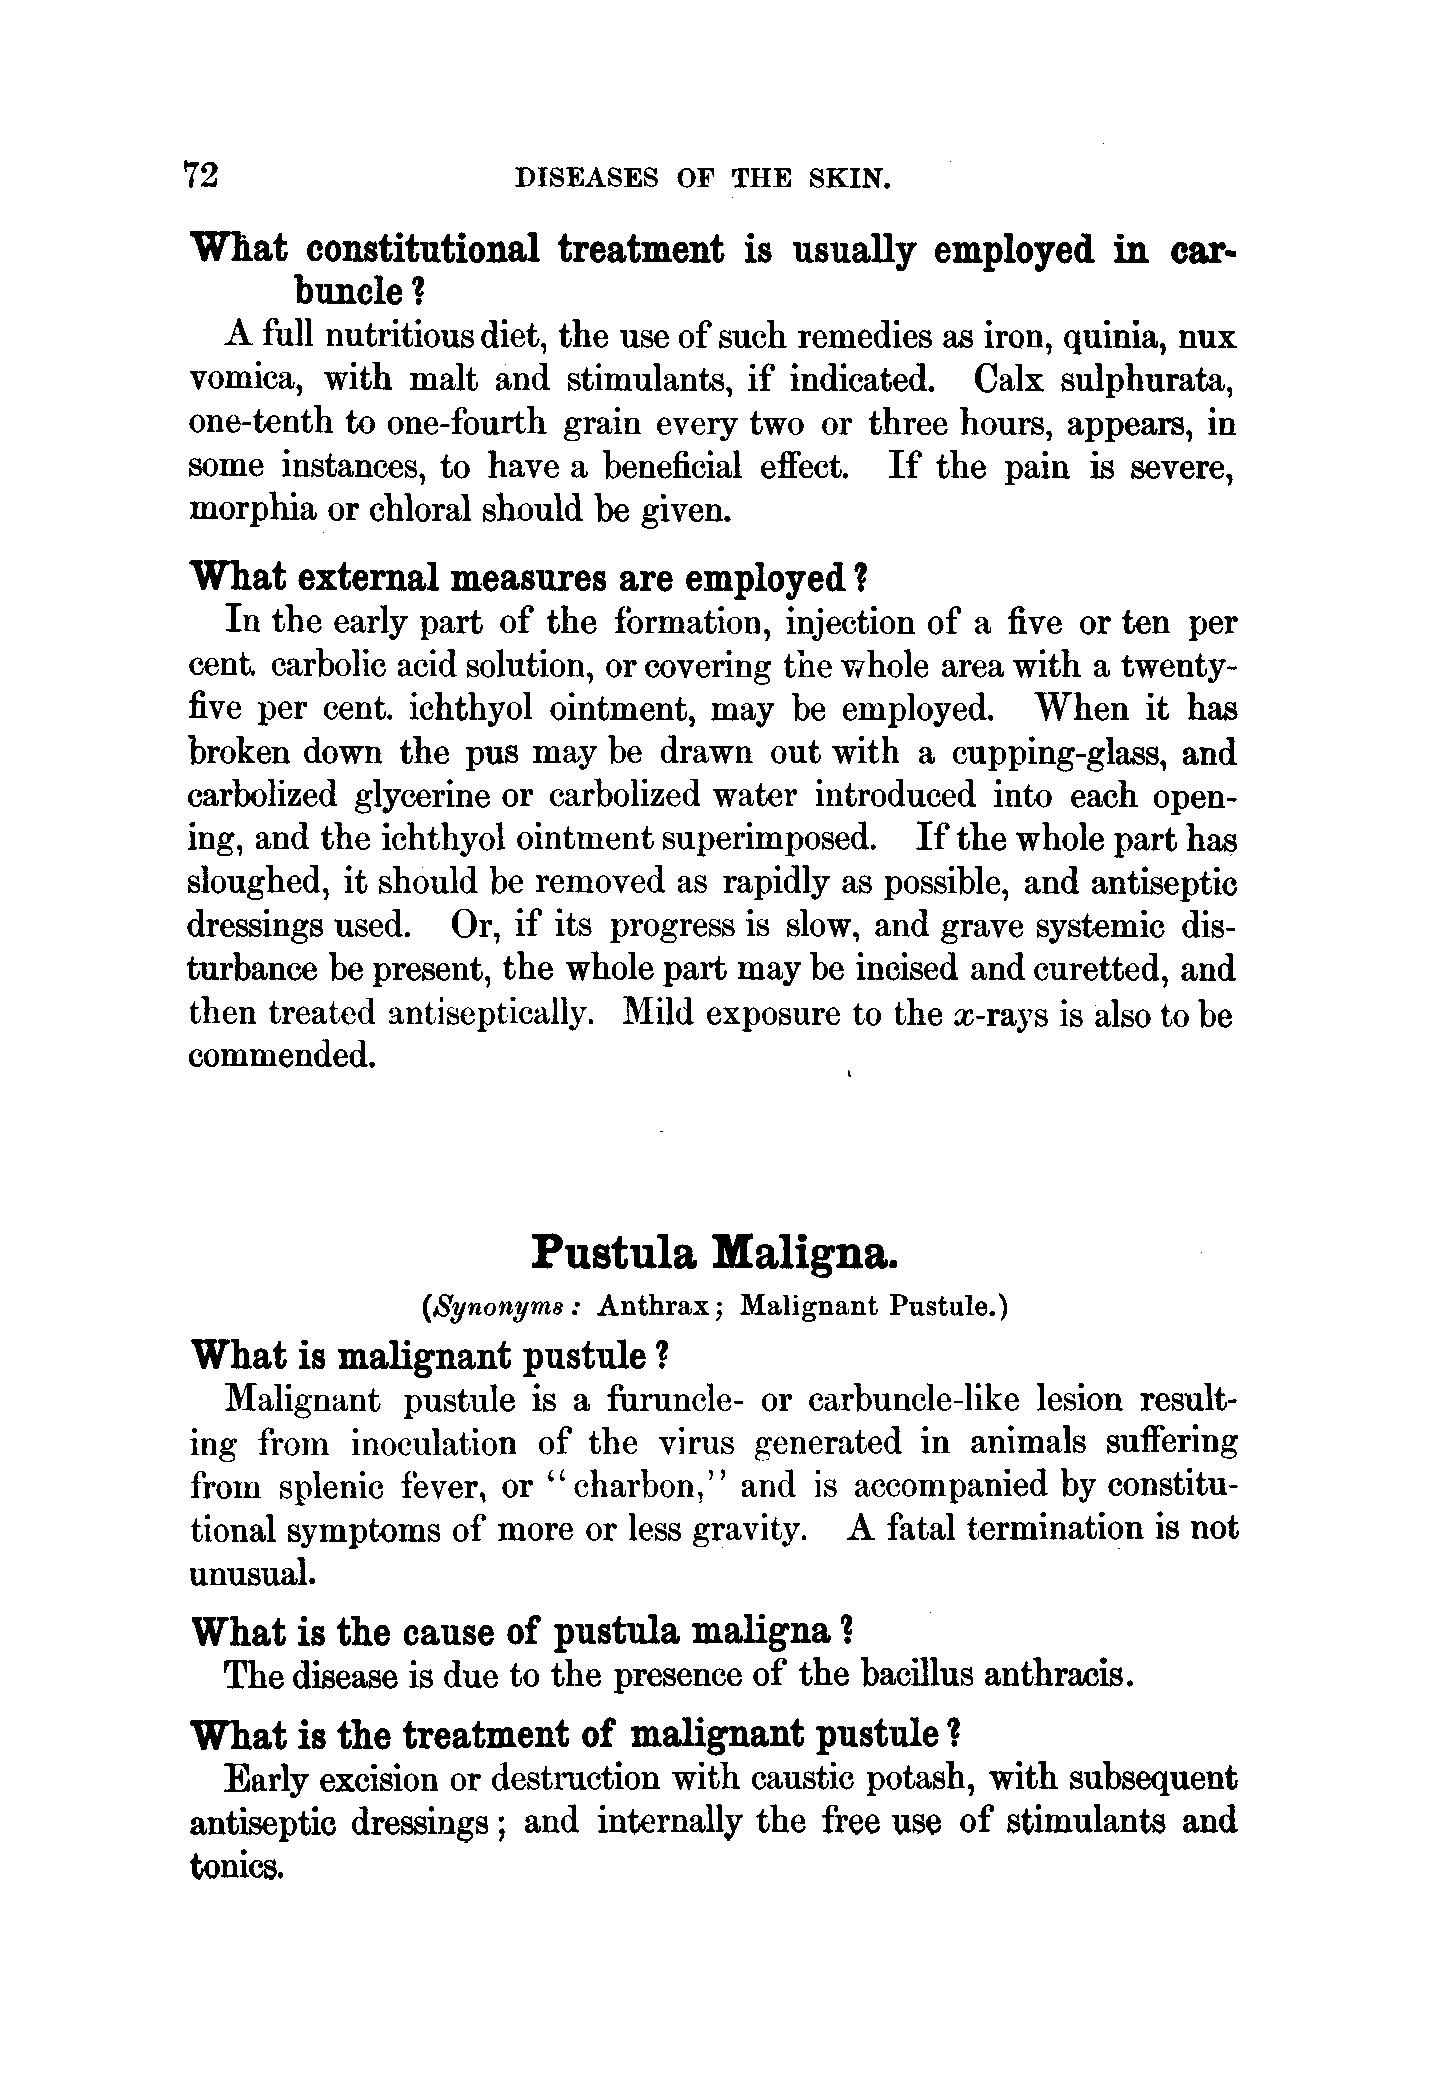 72 DISEASES OF THE SKIN.
What constitutional treatment is usually employed in car-
buncle?
A full nutritious diet, the use of such remedies as iron, quinia, nux
vomica, with malt and stimulants, if indicated. Calx sulphurata,
one-tenth to one-fourth grain every two or three hours, appears, in
some instances, to have a beneficial effect. If the pain is severe,
morphia or chloral should be given.
What external measures are employed?
In the early part of the formation, injection of a five or ten per
cent. carbolic acid solution, or covering the whole area with a twenty-
five per cent. ichthyol ointment, may be employed. When it has
broken down the pus may be drawn out with a cupping-glass, and
carbolized glycerine or carbolized water introduced into each open-
ing, and the ichthyol ointment superimposed. If the whole part has
sloughed, it should be removed as rapidly as possible, and antiseptic
dressings used. Or, if its progress is slow, and grave systemic dis-
turbance be present, the whole part may be incised and curetted, and
then treated antiseptically. Mild exposure to the x-rays is also to be
commended.
Pustula Maligna.
(Synonyms: Anthrax; Malignant Pustule.)
What is malignant pustule?
Malignant pustule is a furuncle- or carbuncle-like lesion result-
ing from inoculation of the virus generated in animals suffering
from splenic fever, or "charbon," and is accompanied by constitu-
tional symptoms of more or less gravity. A fatal termination is not
unusual.
What is the cause of pustula maligna?
The disease is due to the presence of the bacillus anthracis.
What is the treatment of malignant pustule?
Early excision or destruction with caustic potash, with subsequent
antiseptic dressings; and internally the free use of stimulants and
tonics.